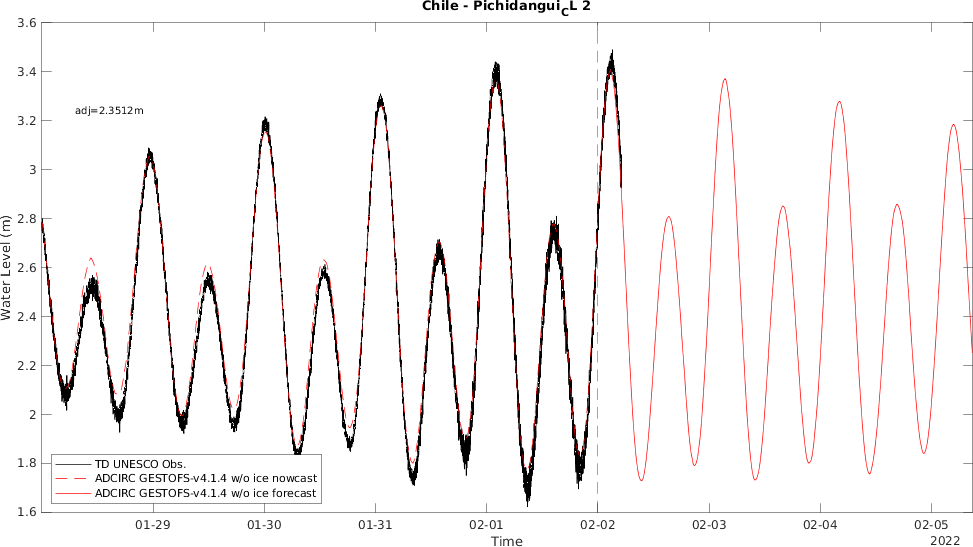 Chile - PichidanguiCL 2
3.6
3.4
3.2
3
2.8
2.6
2.4
2.2
2
1.8
1.6
Water Level (m)
adj=2.3512m
TD UNESCO Obs.
ADCIRC GESTOFS-v4.1.4 w/o ice nowcast
ADCIRC GESTOFS-v4.1.4 w/o ice forecast
01-29 01-30 01-31 02-01 02-02 02-03 02-04 02-05
Time
2022